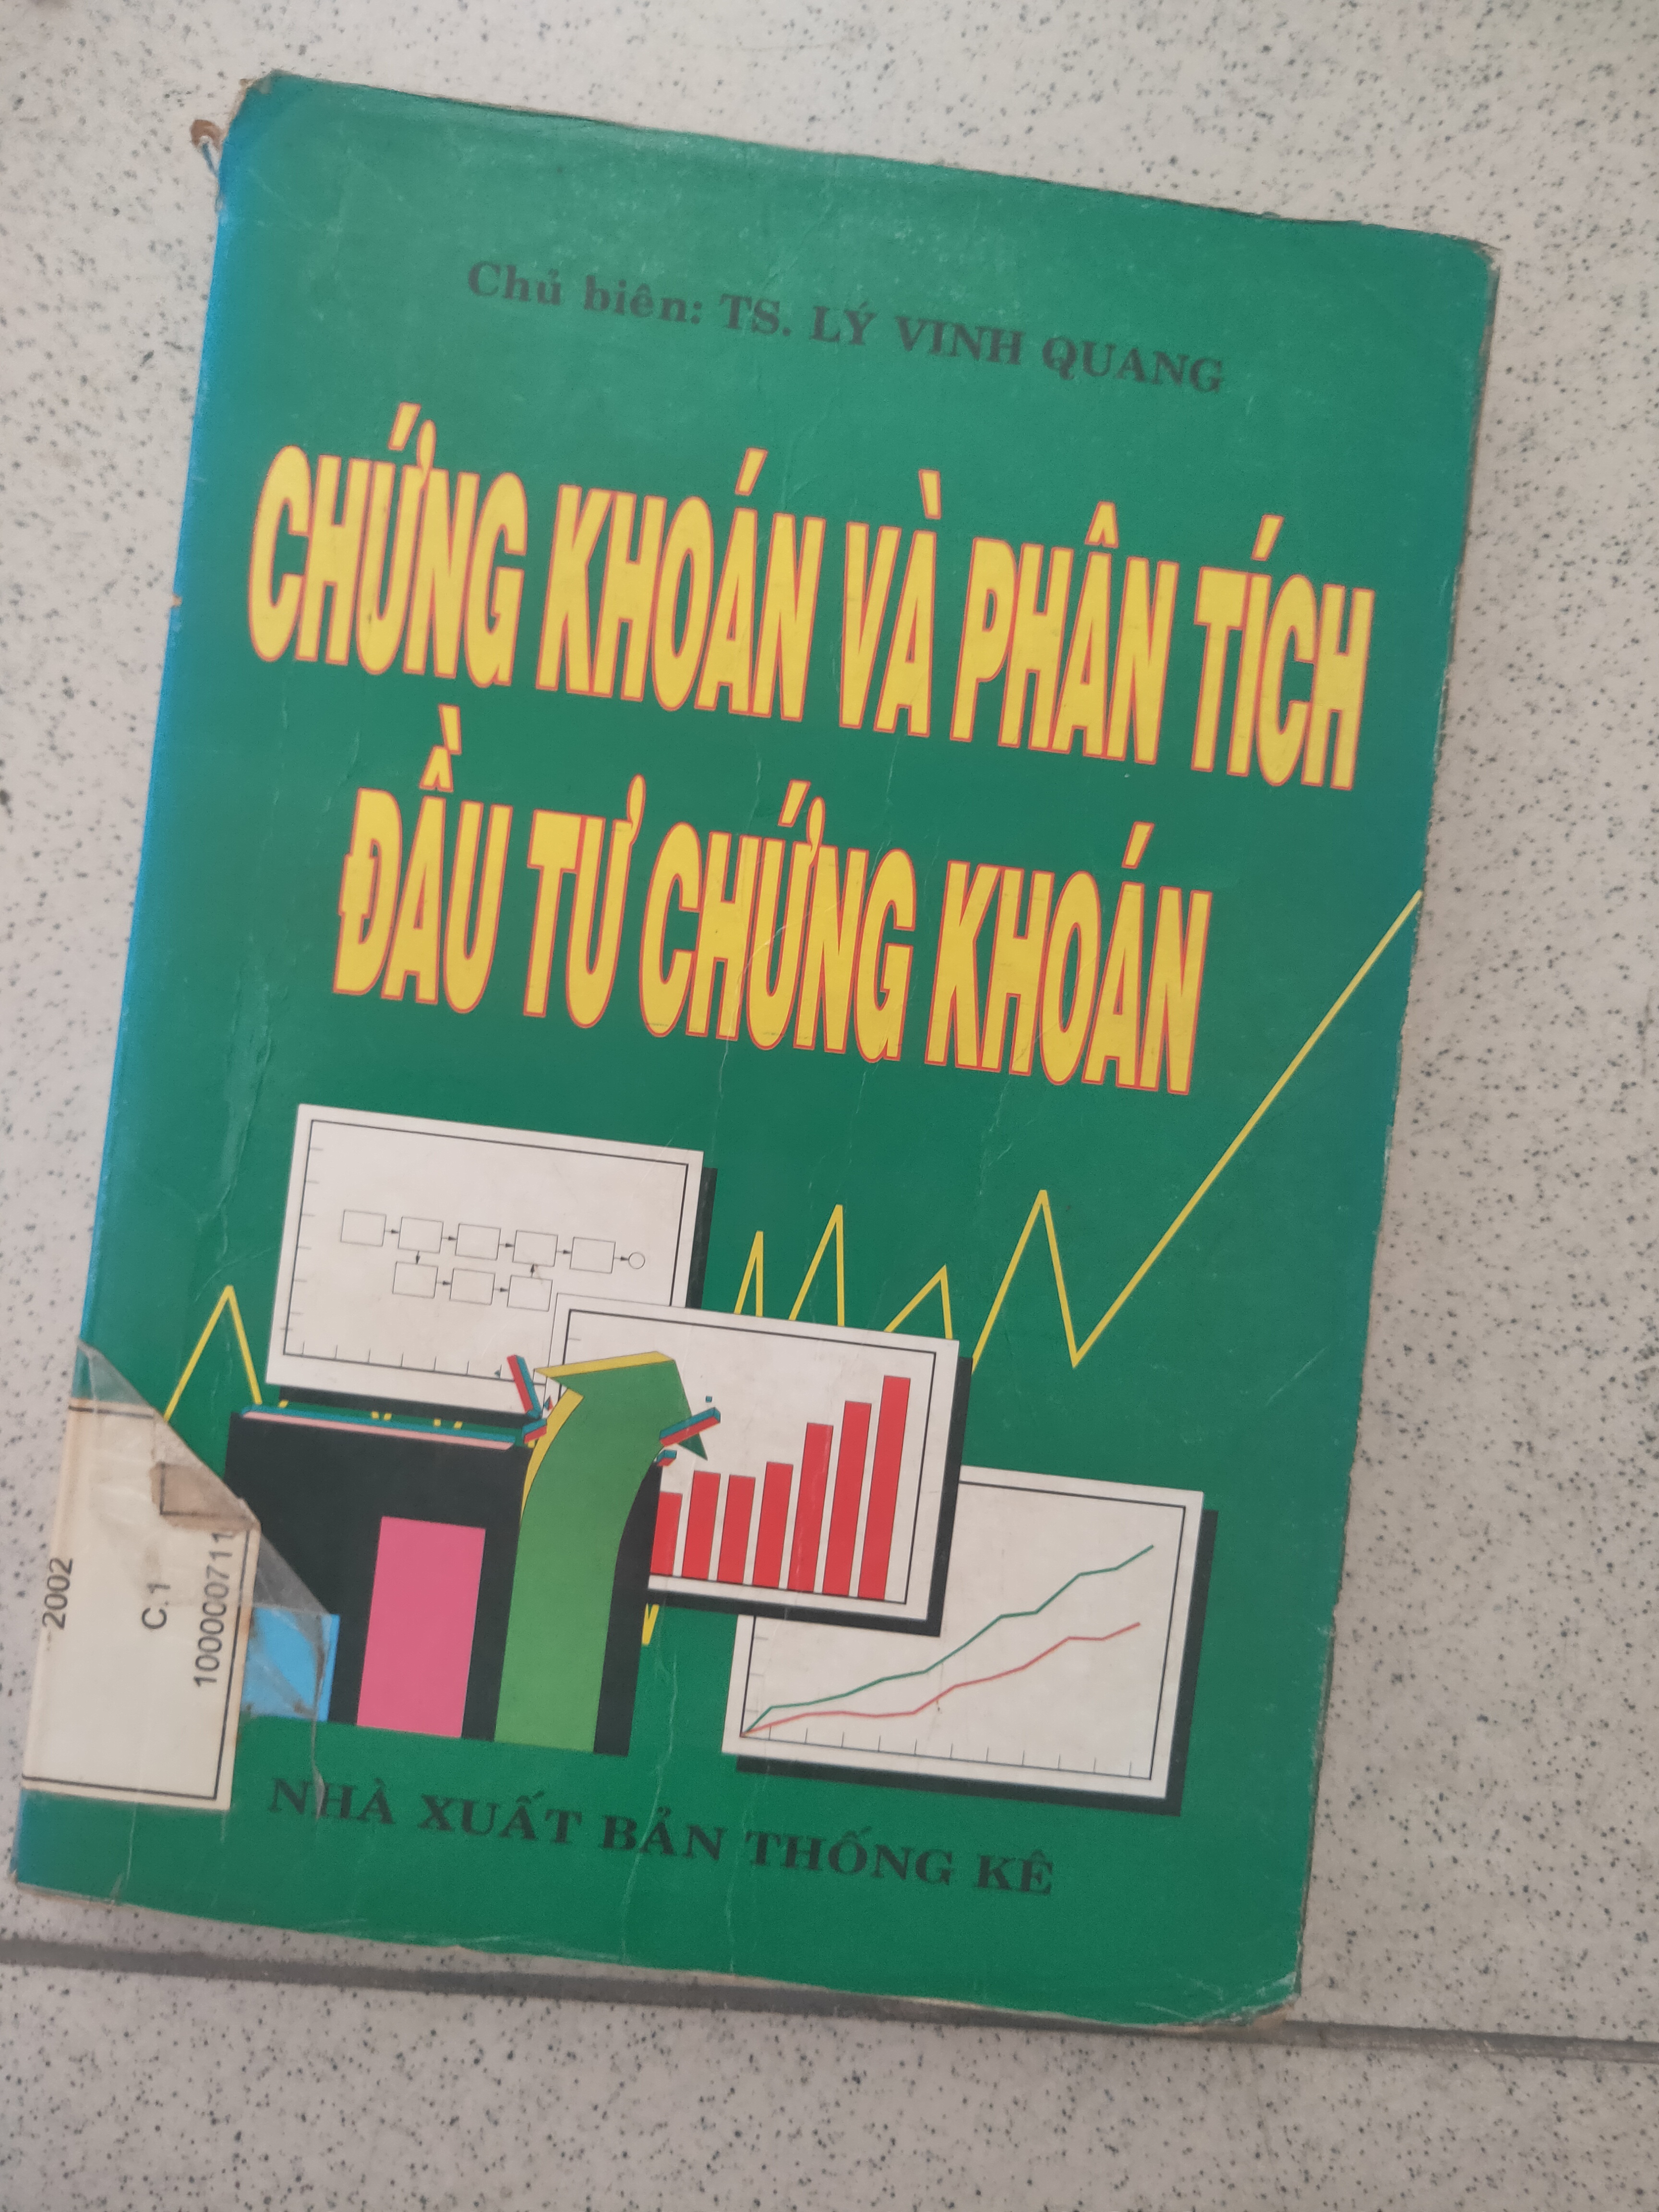 Chủ biên: TS. LÝ VINH QUANG
CHỨNG KHOÁN VÀ PHÂN TÍCH
ĐẦU TƯ CHỨNG KHOÁN
2002
C.1
100000711
NHÀ XUẤT BẢN THỐNG KÊ